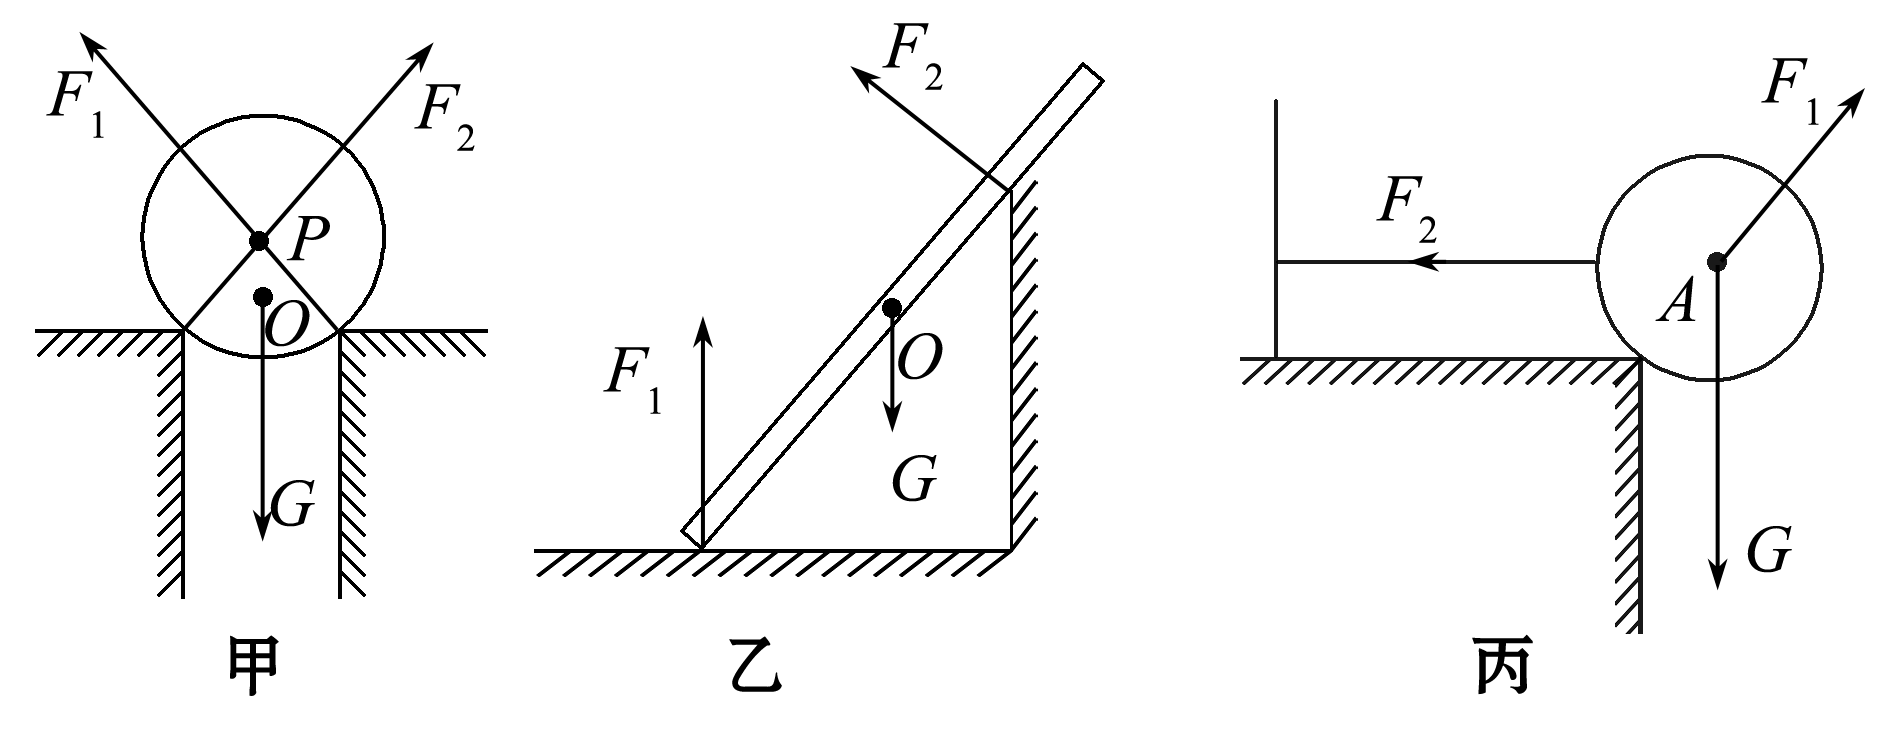 F₁ F₂ P O G
F₂ F₁ O G
F₁ F₂ A G
甲 乙 丙